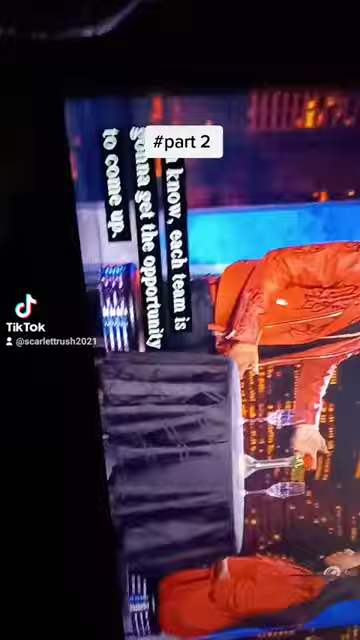 #part 2
know, each team is
gonna get the opportunity
to come up.
TikTok
@scarlettrush2021